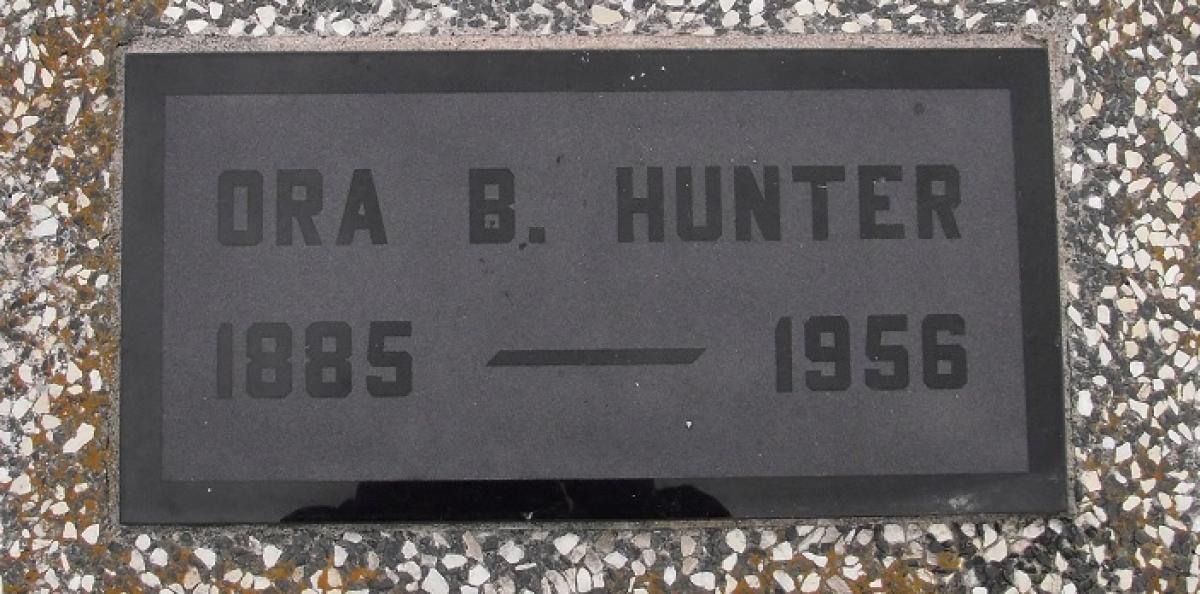 ORA B. HUNTER
1885 — 1956